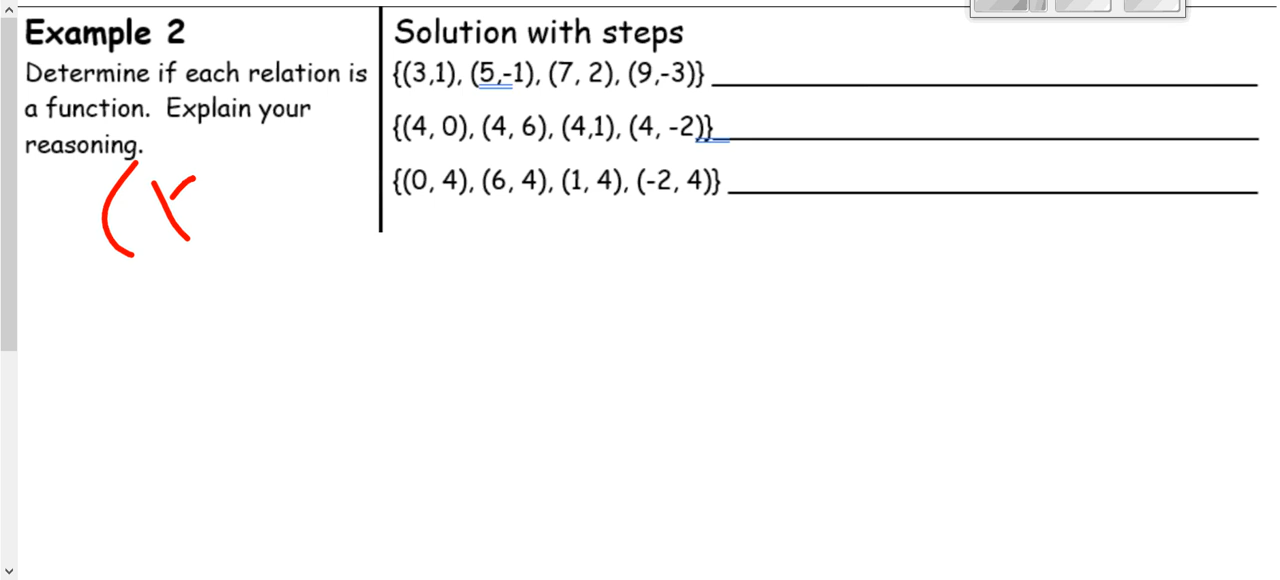 Example 2
Determine if each relation is
a function. Explain your
reasoning.
(x
Solution with steps
{(3,1), (5,-1), (7, 2), (9,-3)}
{(4, 0), (4, 6), (4,1), (4, -2)}
{(0, 4), (6, 4), (1, 4), (-2, 4)}